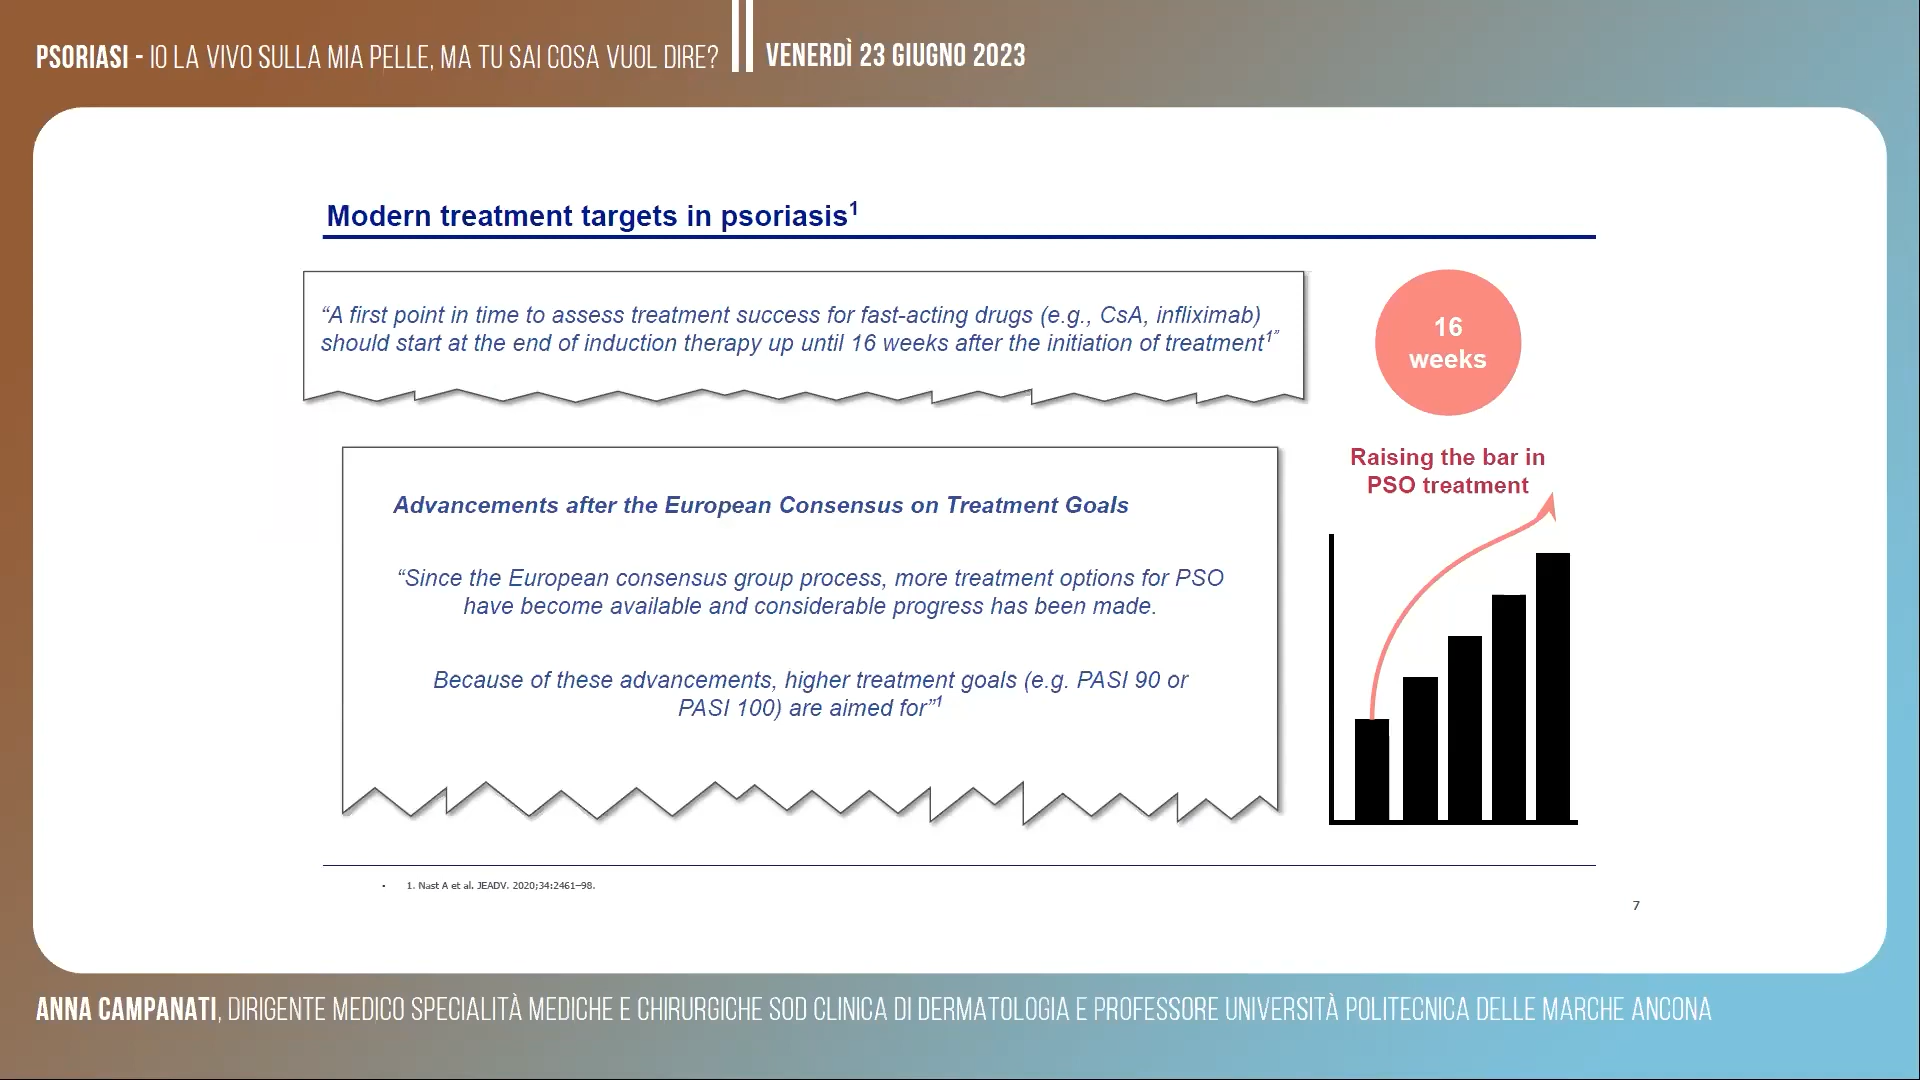 PSORIASI - IO LA VIVO SULLA MIA PELLE, MA TU SAI COSA VUOL DIRE?
VENERDÌ 23 GIUGNO 2023
Modern treatment targets in psoriasis1
“A first point in time to assess treatment success for fast-acting drugs (e.g., CsA, infliximab)
should start at the end of induction therapy up until 16 weeks after the initiation of treatment1”
16
weeks
Advancements after the European Consensus on Treatment Goals
“Since the European consensus group process, more treatment options for PSO
have become available and considerable progress has been made.
Because of these advancements, higher treatment goals (e.g. PASI 90 or
PASI 100) are aimed for”1
Raising the bar in
PSO treatment
• 1. Nast A et al. JEADV. 2020;34:2461–98.
7
ANNA CAMPANATI, DIRIGENTE MEDICO SPECIALITÀ MEDICHE E CHIRURGICHE SOD CLINICA DI DERMATOLOGIA E PROFESSORE UNIVERSITÀ POLITECNICA DELLE MARCHE ANCONA